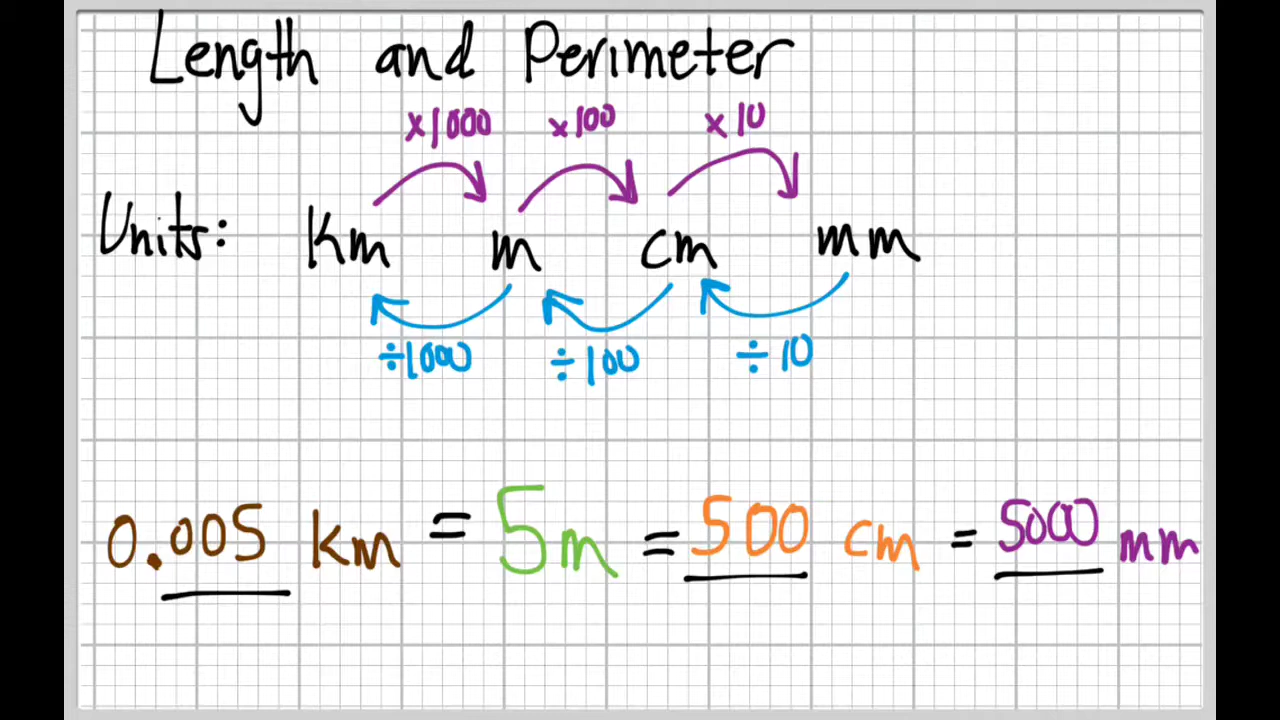 Length and Perimeter
×1000 ×100 ×10
Units: Km m cm mm
÷1000 ÷100 ÷10
0.005 km = 5m = 500 cm = 5000 mm